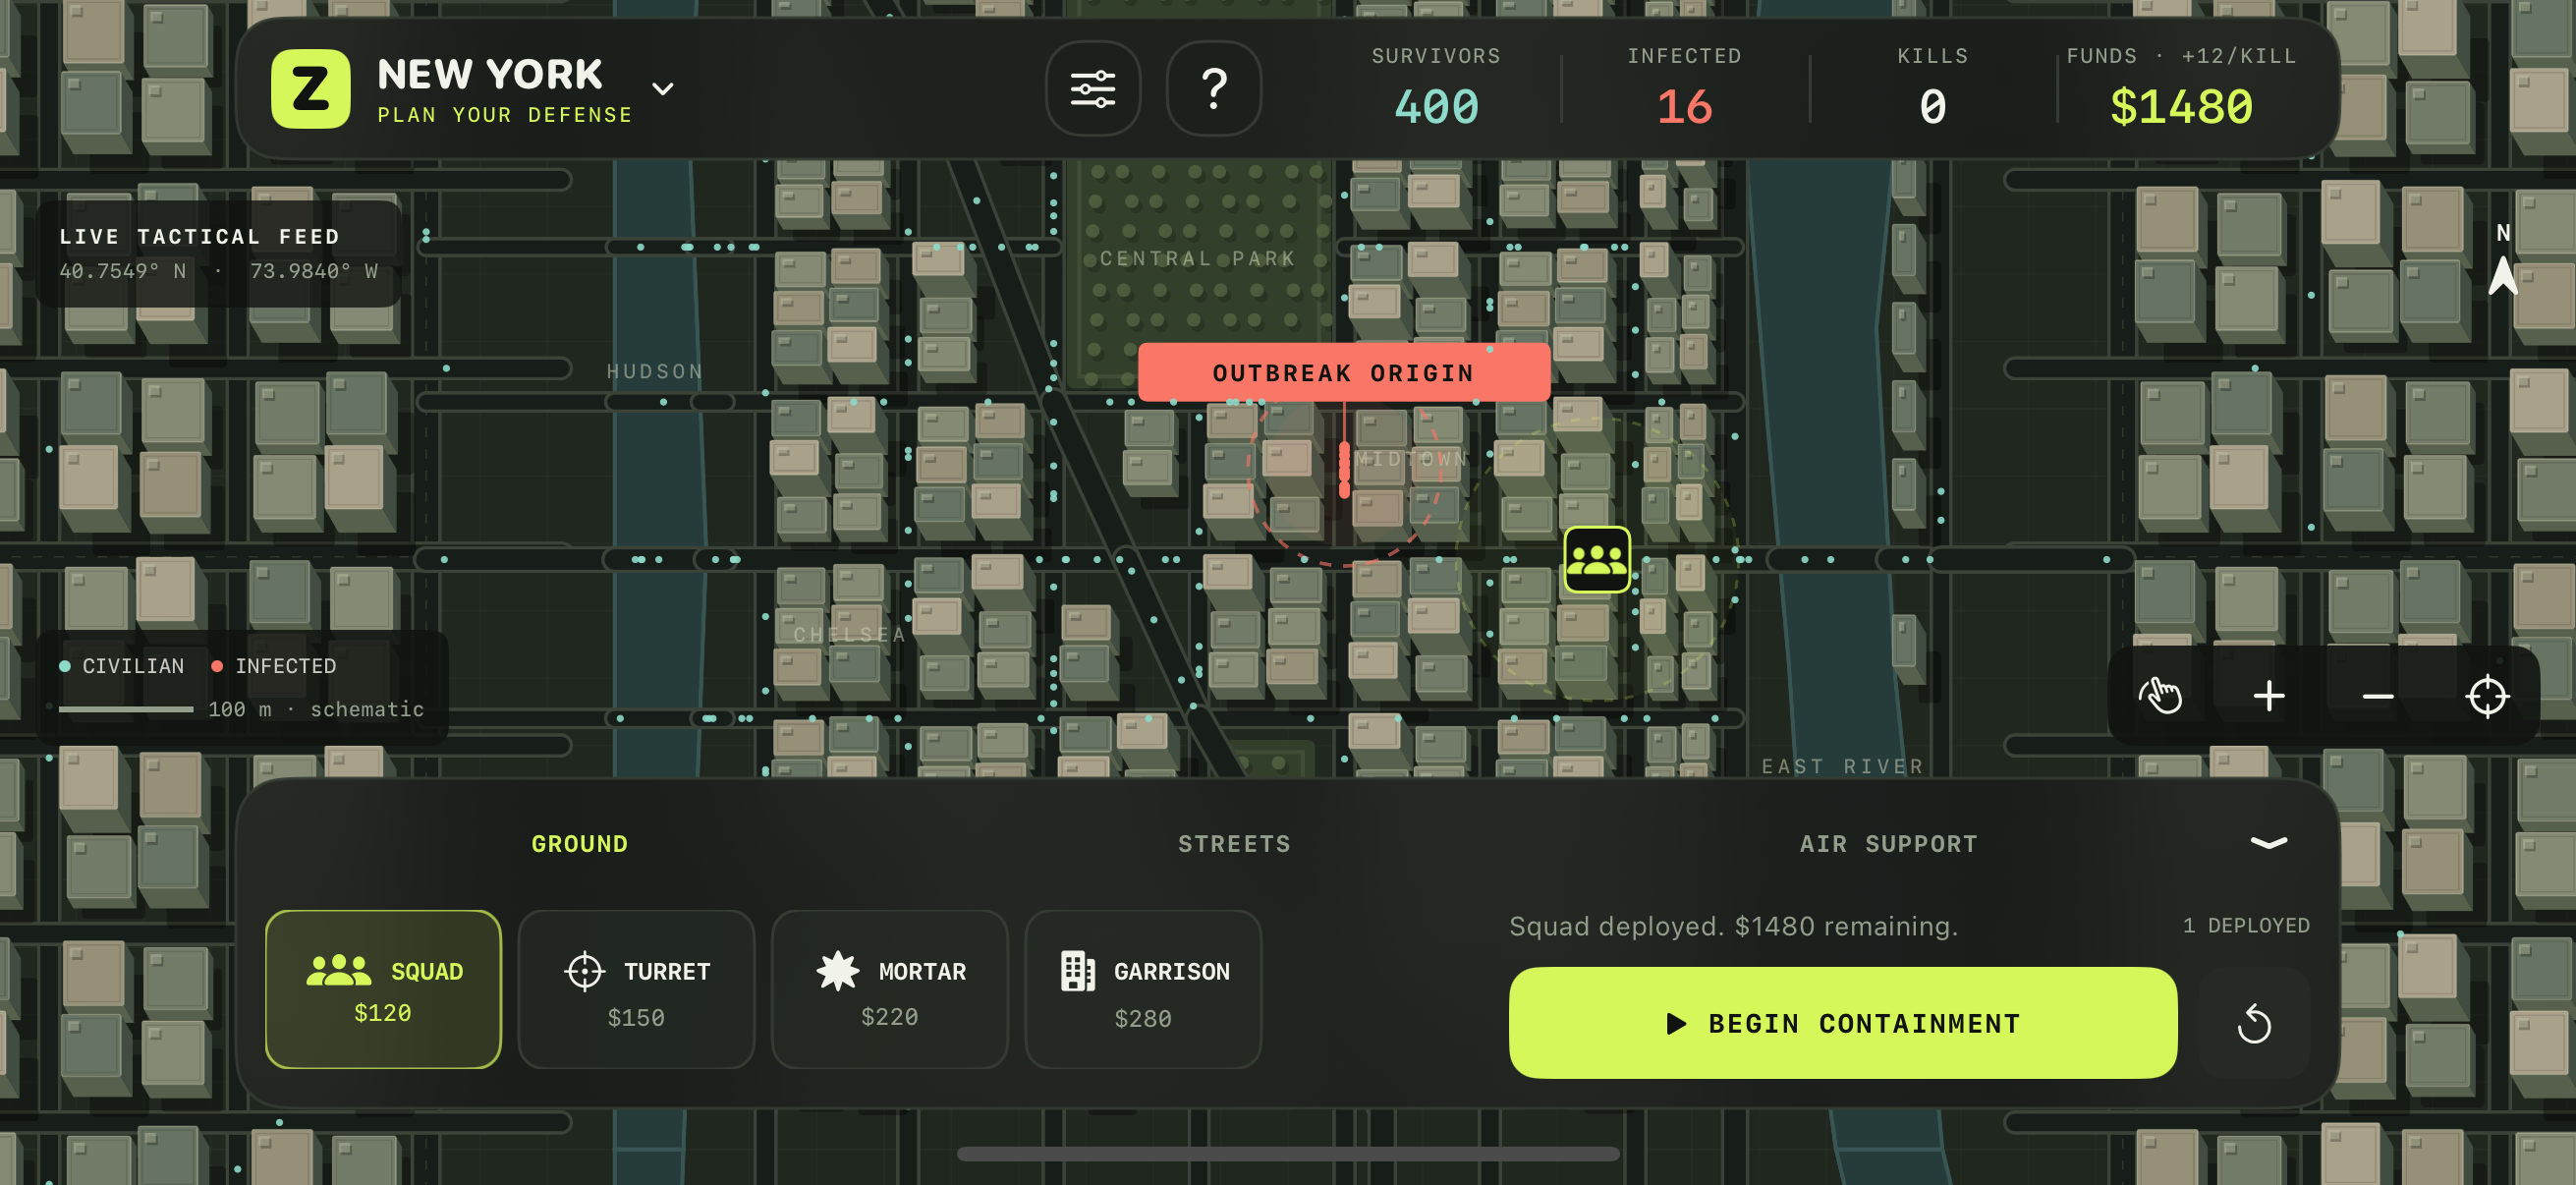 Z
NEW YORK
PLAN YOUR DEFENSE
?
SURVIVORS
400
INFECTED
16
KILLS
0
FUNDS · +12/KILL
$1480
LIVE TACTICAL FEED
40.7549° N · 73.9840° W
N
CENTRAL PARK
HUDSON
OUTBREAK ORIGIN
MIDTOWN
CHELSEA
CIVILIAN
INFECTED
100 m · schematic
EAST RIVER
GROUND
STREETS
AIR SUPPORT
SQUAD
$120
TURRET
$150
MORTAR
$220
GARRISON
$280
Squad deployed. $1480 remaining.
1 DEPLOYED
BEGIN CONTAINMENT